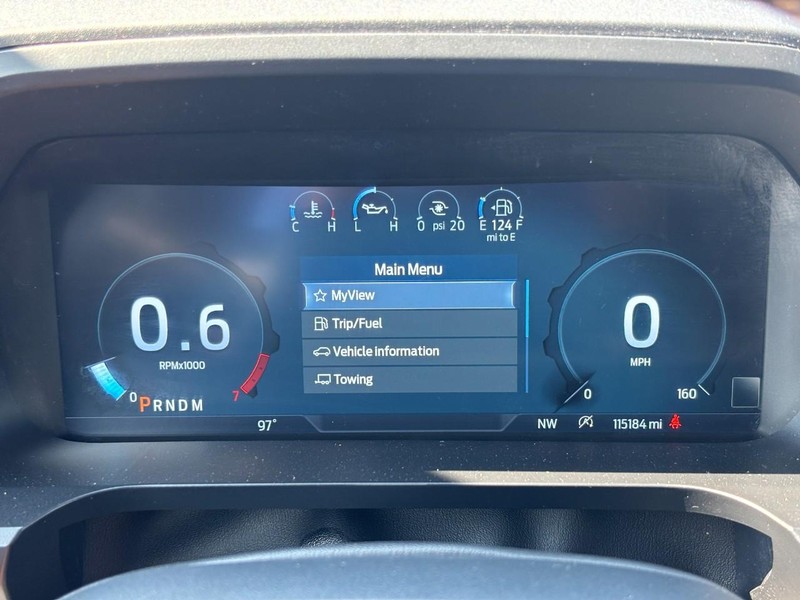 C H
L H
0 psi 20
E 124 F
mi to E
Main Menu
MyView
Trip/Fuel
Vehicle information
Towing
0.6
RPMx1000
0 7
PRNDM
0
MPH
0 160
97°
NW
115184 mi